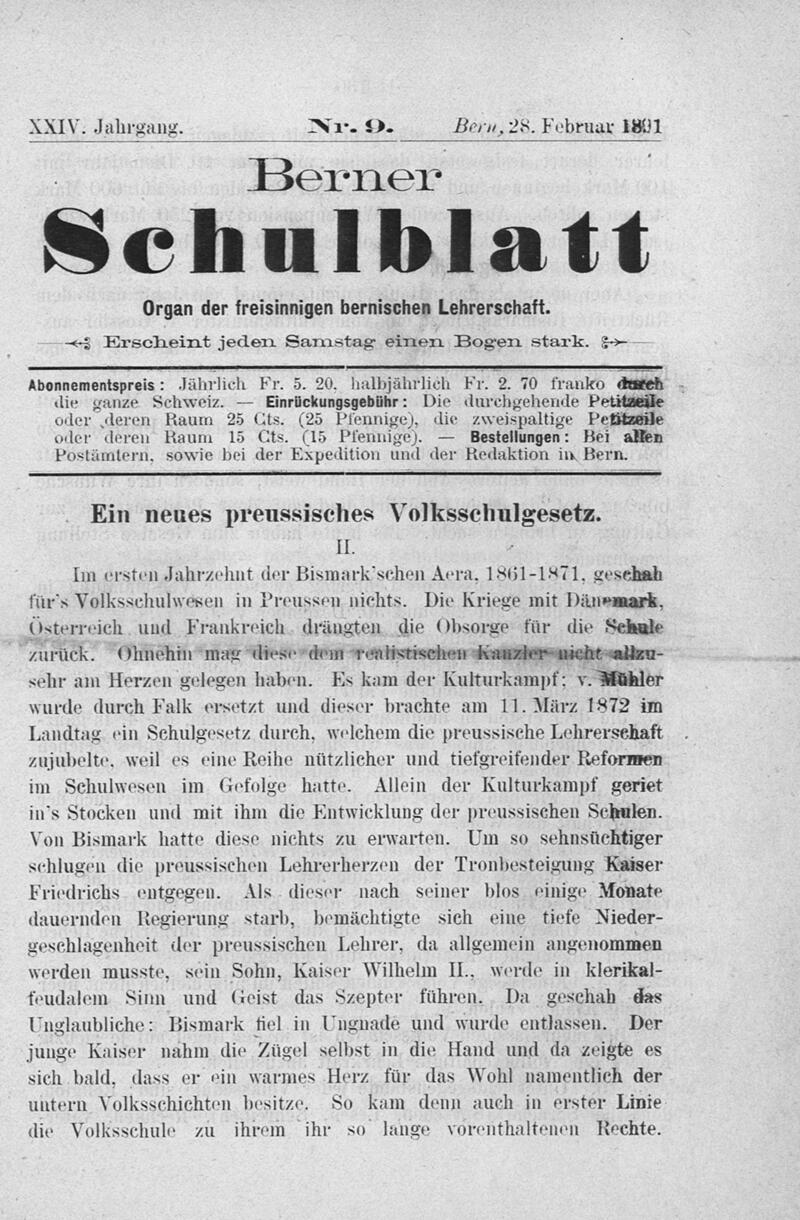 XXIV. Jahrgang. Nr. 9. Bern, 28. Februar 1891
Berner
Schulblatt
Organ der freisinnigen bernischen Lehrerschaft.
Erscheint jeden Samstag einen Bogen stark.
Abonnementspreis: Jährlich Fr. 5. 20, halbjährlich Fr. 2. 70 franko durch
die ganze Schweiz. — Einrückungsgebühr: Die durchgehende Petitzeile
oder deren Raum 25 Cts. (25 Pfennige), die zweispaltige Petitzeile
oder deren Raum 15 Cts. (15 Pfennige). — Bestellungen: Bei allen
Postämtern, sowie bei der Expedition und der Redaktion in Bern.
Ein neues preussisches Volksschulgesetz.
II.
Im ersten Jahrzehnt der Bismark'schen Aera, 1861-1871, geschah
für's Volksschulwesen in Preussen nichts. Die Kriege mit Dänemark,
Österreich und Frankreich drängten die Obsorge für die Schule
zurück. Ohnehin mag diese dem realistischen Kanzler nicht allzu-
sehr am Herzen gelegen haben. Es kam der Kulturkampf; v. Mühler
wurde durch Falk ersetzt und dieser brachte am 11. März 1872 im
Landtag ein Schulgesetz durch, welchem die preussische Lehrerschaft
zujubelte, weil es eine Reihe nützlicher und tiefgreifender Reformen
im Schulwesen im Gefolge hatte. Allein der Kulturkampf geriet
in's Stocken und mit ihm die Entwicklung der preussischen Schulen.
Von Bismark hatte diese nichts zu erwarten. Um so sehnsüchtiger
schlugen die preussischen Lehrerherzen der Tronbesteigung Kaiser
Friedrichs entgegen. Als dieser nach seiner blos einige Monate
dauernden Regierung starb, bemächtigte sich eine tiefe Nieder-
geschlagenheit der preussischen Lehrer, da allgemein angenommen
werden musste, sein Sohn, Kaiser Wilhelm II., werde in klerikal-
feudalem Sinn und Geist das Szepter führen. Da geschah das
Unglaubliche: Bismark fiel in Ungnade und wurde entlassen. Der
junge Kaiser nahm die Zügel selbst in die Hand und da zeigte es
sich bald, dass er ein warmes Herz für das Wohl namentlich der
untern Volksschichten besitze. So kam denn auch in erster Linie
die Volksschule zu ihrem ihr so lange vorenthaltenen Rechte.